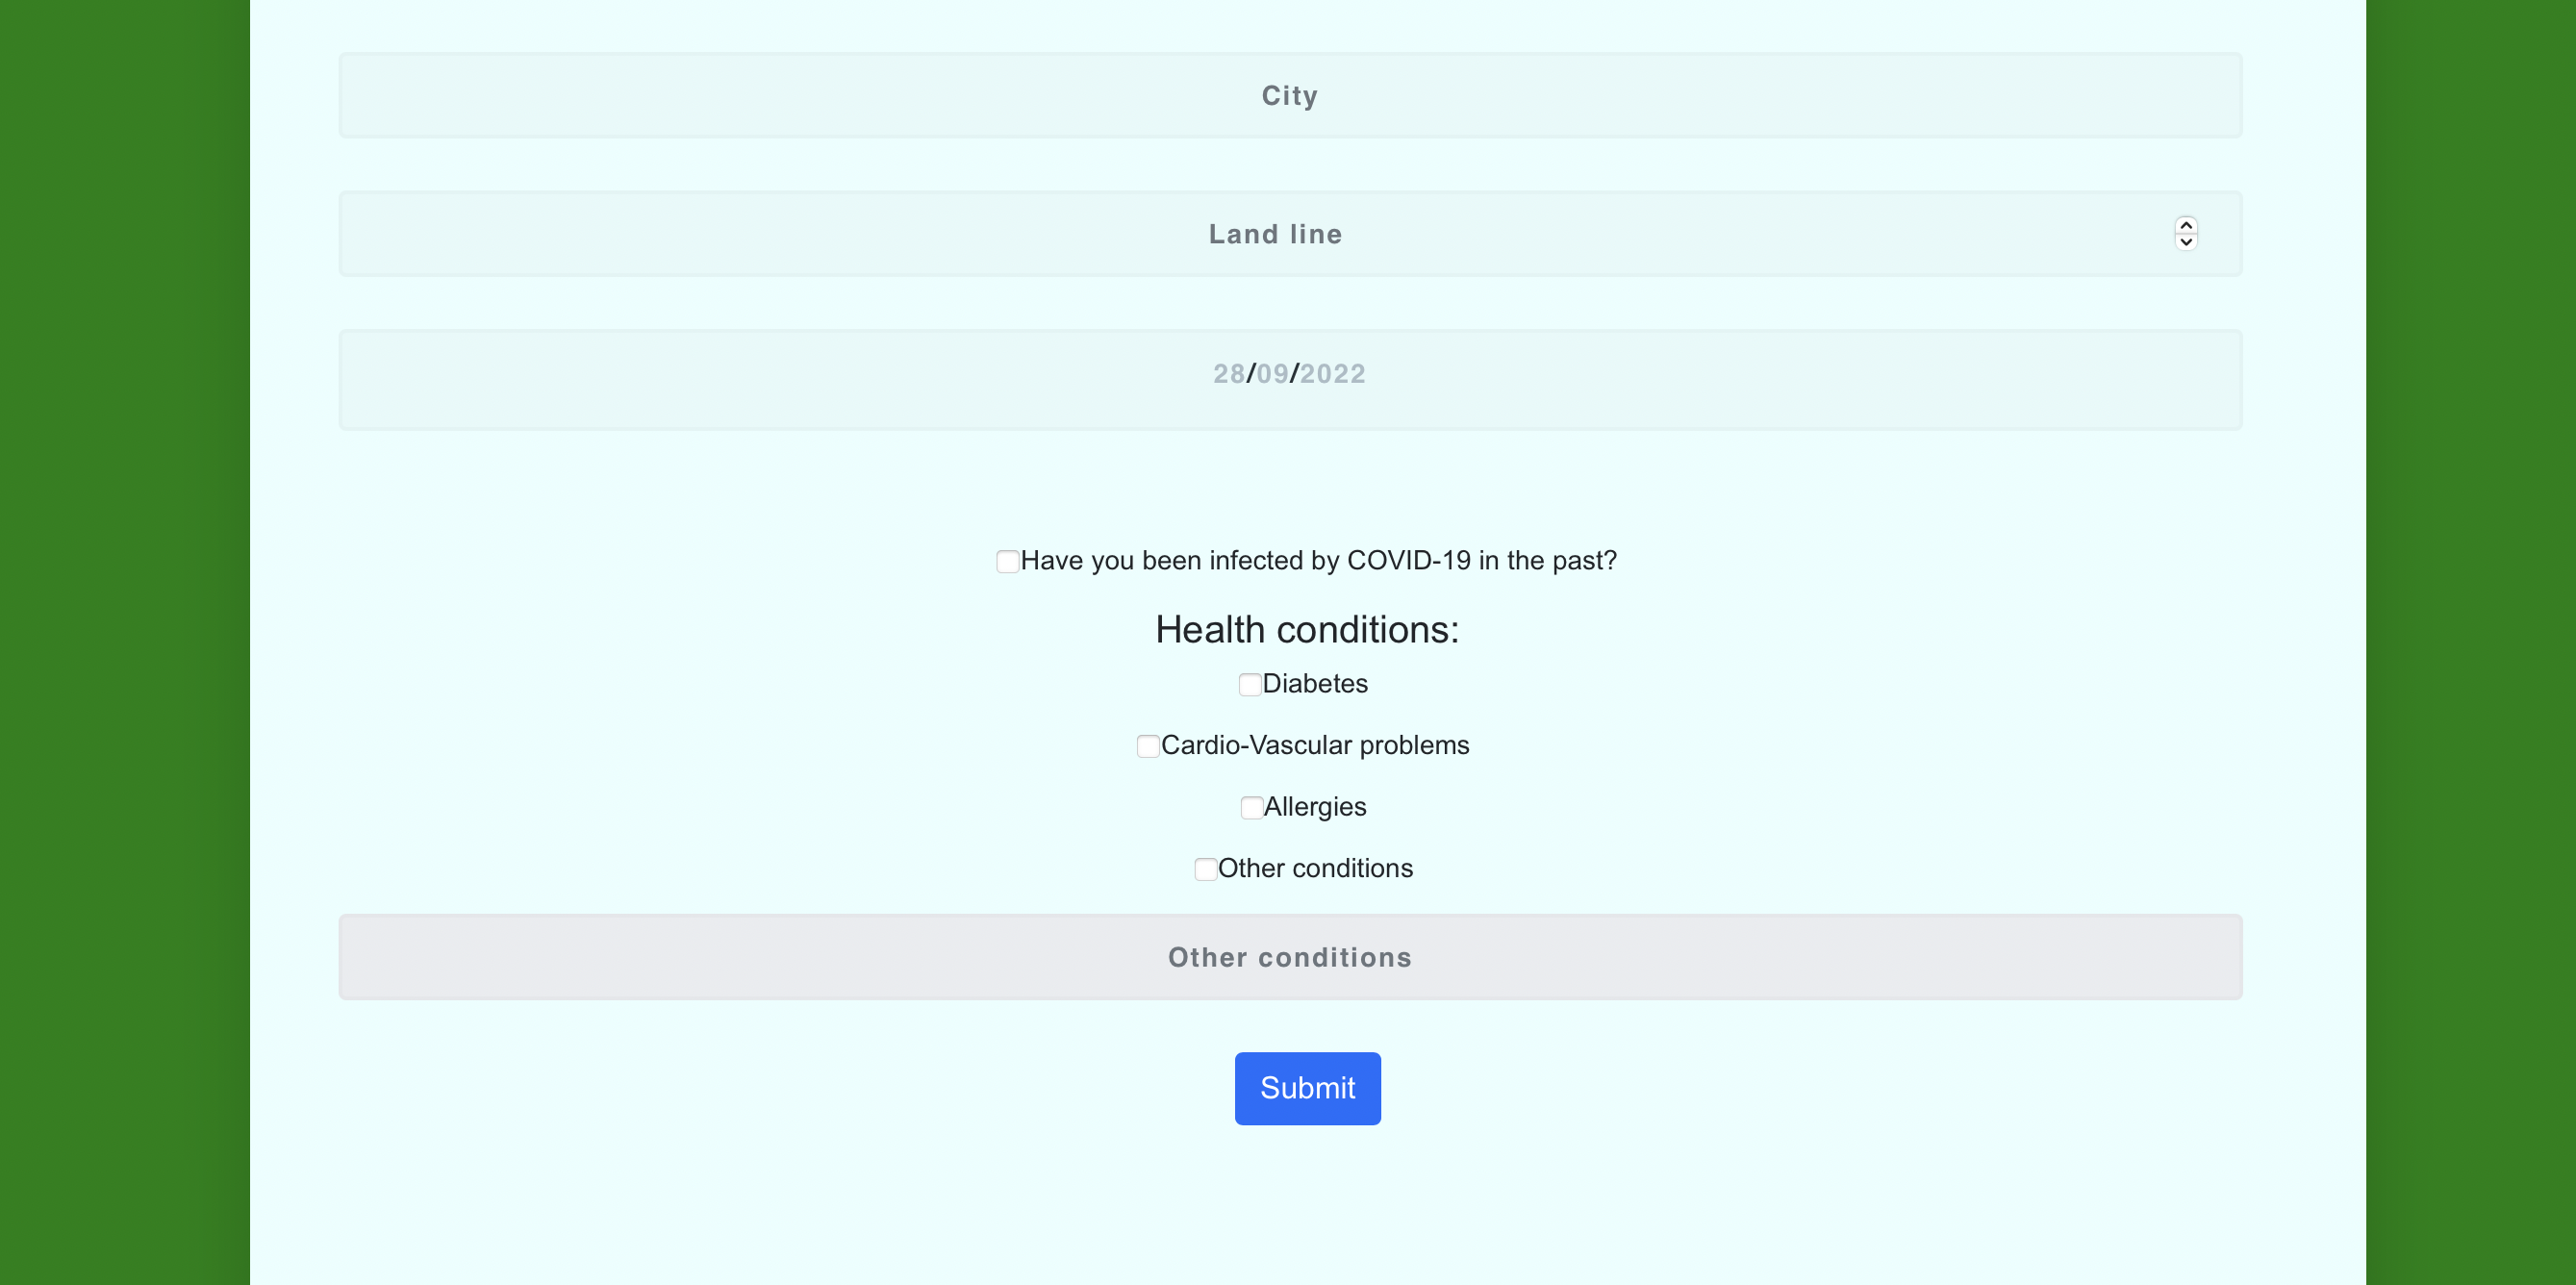 City
Land line
28/09/2022
Have you been infected by COVID-19 in the past?
Health conditions:
Diabetes
Cardio-Vascular problems
Allergies
Other conditions
Other conditions
Submit